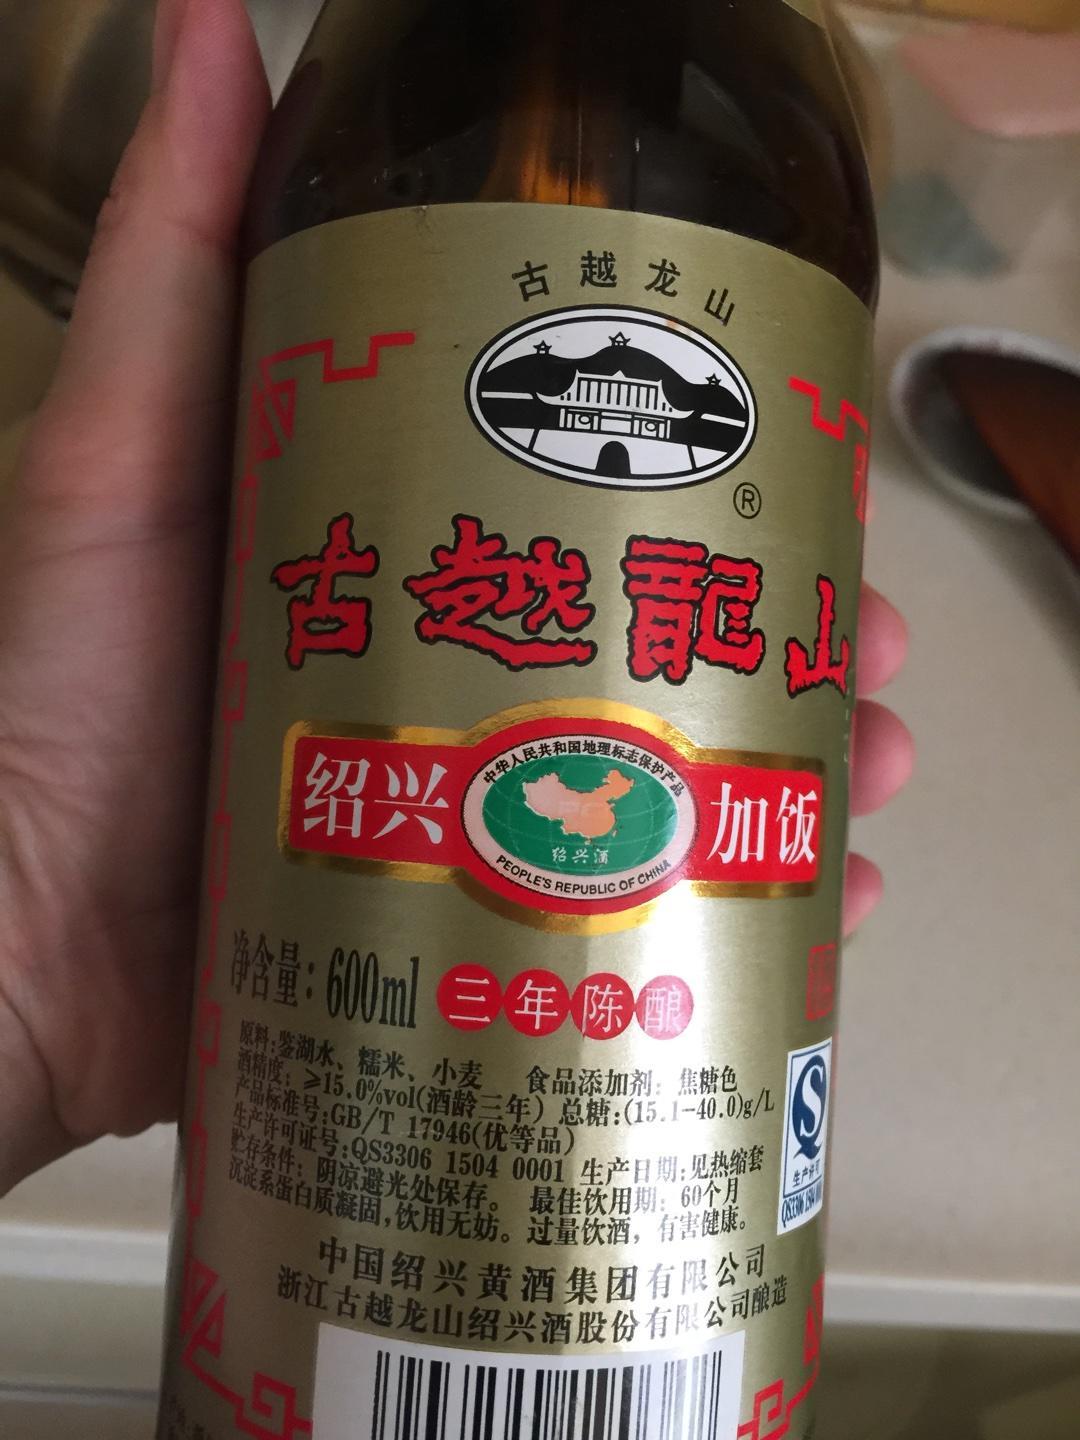 古越龙山
®
古越龍山
绍兴
中华人民共和国地理标志保护产品
绍兴酒
PEOPLE'S REPUBLIC OF CHINA
加饭
净含量：600ml 三年陈酿
原料：鉴湖水、糯米、小麦 食品添加剂：焦糖色
酒精度：≥15.0%vol(酒龄三年) 总糖：(15.1-40.0)g/L
产品标准号：GB/T 17946(优等品)
生产许可证号：QS3306 1504 0001 生产日期：见热缩套
贮存条件：阴凉避光处保存。 最佳饮用期：60个月
沉淀系蛋白质凝固，饮用无妨。过量饮酒，有害健康。
生产许可
QS3306 1504 0001
中国绍兴黄酒集团有限公司
浙江古越龙山绍兴酒股份有限公司酿造